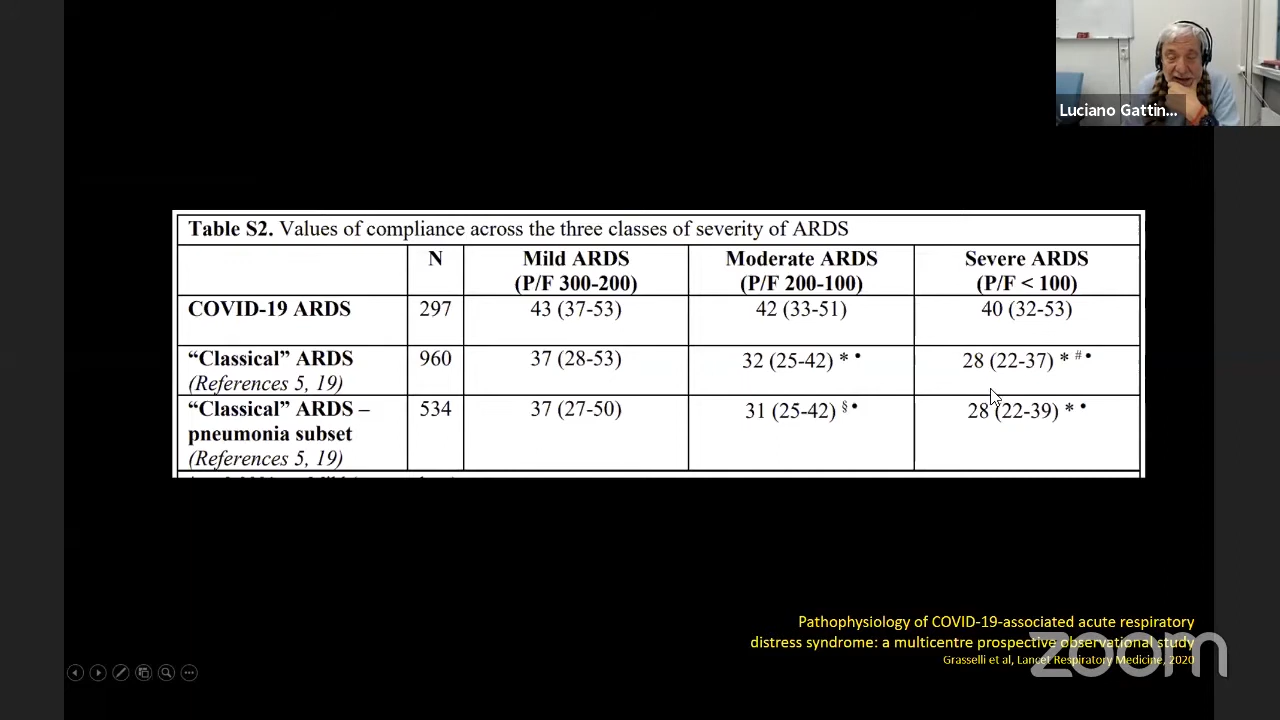 Luciano Gattin...
Table S2. Values of compliance across the three classes of severity of ARDS
N
Mild ARDS
(P/F 300-200)
Moderate ARDS
(P/F 200-100)
Severe ARDS
(P/F < 100)
COVID-19 ARDS
297
43 (37-53)
42 (33-51)
40 (32-53)
“Classical” ARDS
(References 5, 19)
960
37 (28-53)
32 (25-42) * •
28 (22-37) * # •
“Classical” ARDS –
pneumonia subset
(References 5, 19)
534
37 (27-50)
31 (25-42) § •
28 (22-39) * •
Pathophysiology of COVID-19-associated acute respiratory
distress syndrome: a multicentre prospective observational study
Grasselli et al, Lancet Respiratory Medicine, 2020
zoom